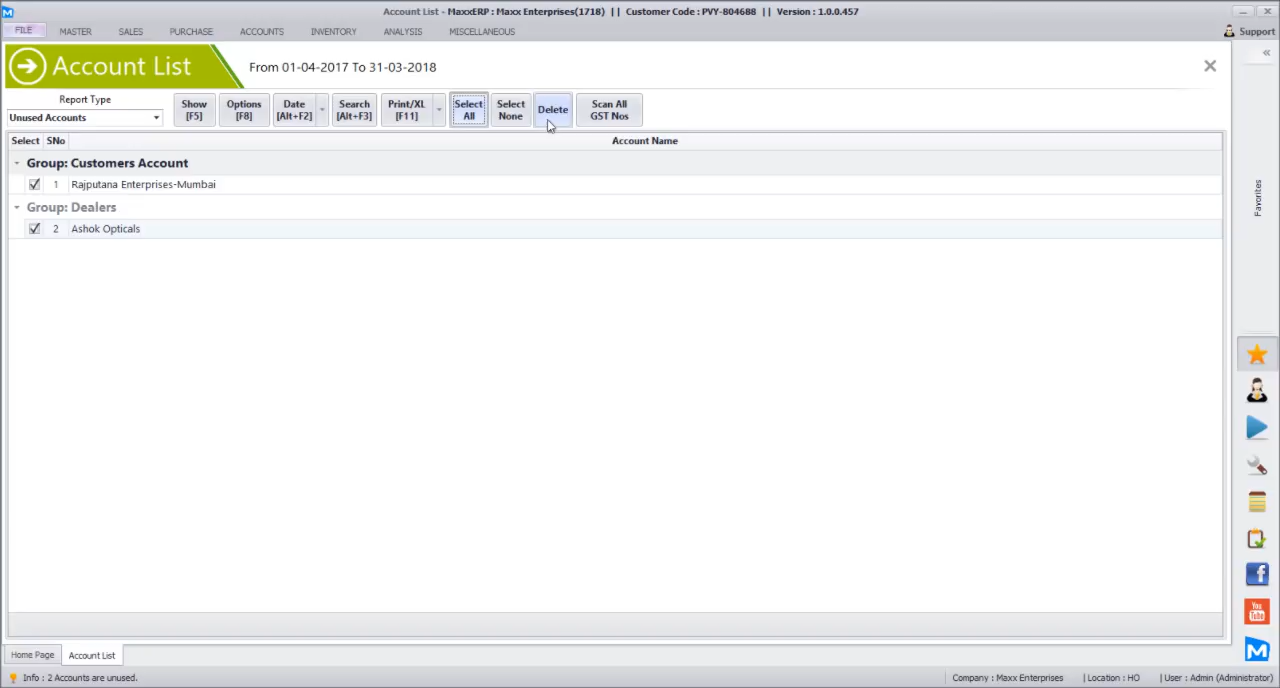 Account List - MaxxERP : Maxx Enterprises(1718) || Customer Code : PVY-804688 || Version : 1.0.0.457
FILE MASTER SALES PURCHASE ACCOUNTS INVENTORY ANALYSIS MISCELLANEOUS Support
Account List From 01-04-2017 To 31-03-2018
Report Type
Unused Accounts
Show
[F5]
Options
[F8]
Date
[Alt+F2]
Search
[Alt+F3]
Print/XL
[F11]
Select
All
Select
None
Delete
Scan All
GST Nos
Select SNo Account Name
Group: Customers Account
1 Rajputana Enterprises-Mumbai
Group: Dealers
2 Ashok Opticals
Favorites
You
Tube
Home Page Account List
Info : 2 Accounts are unused. Company : Maxx Enterprises | Location : HO | User : Admin (Administrator)